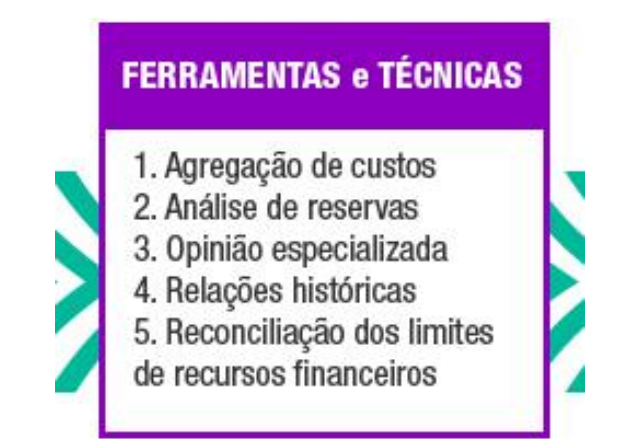 FERRAMENTAS e TÉCNICAS
1. Agregação de custos
2. Análise de reservas
3. Opinião especializada
4. Relações históricas
5. Reconciliação dos limites
de recursos financeiros